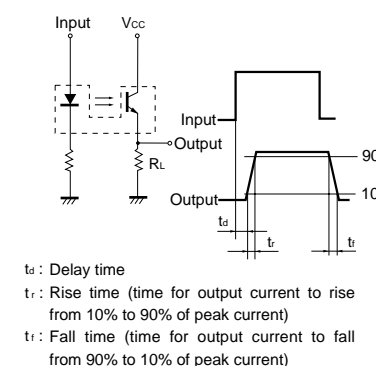 Input
Vcc
Input
Output
RL
90
Output
10
td
tr
tf
td : Delay time
tr : Rise time (time for output current to rise
from 10% to 90% of peak current)
tf : Fall time (time for output current to fall
from 90% to 10% of peak current)